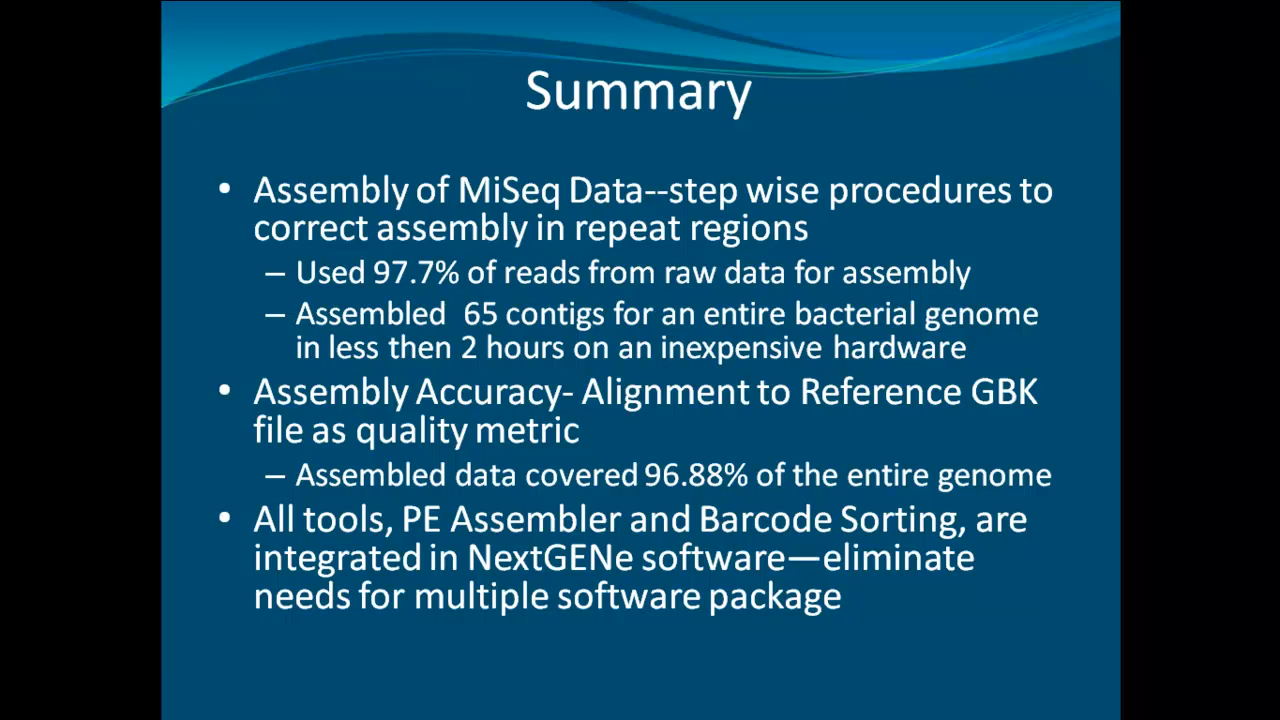 Summary
• Assembly of MiSeq Data--step wise procedures to
correct assembly in repeat regions
– Used 97.7% of reads from raw data for assembly
– Assembled 65 contigs for an entire bacterial genome
in less then 2 hours on an inexpensive hardware
• Assembly Accuracy- Alignment to Reference GBK
file as quality metric
– Assembled data covered 96.88% of the entire genome
• All tools, PE Assembler and Barcode Sorting, are
integrated in NextGENe software—eliminate
needs for multiple software package